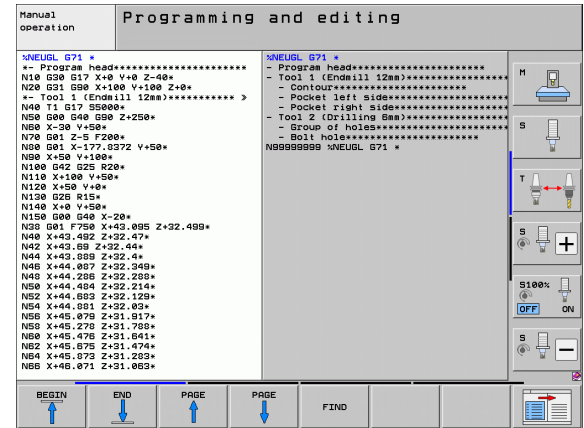 Manual
operation
Programming and editing
%NEUGL G71 *
*- Program head***********************
N10 G30 G17 X+0 Y+0 Z-40*
N20 G31 G90 X+100 Y+100 Z+0*
*- Tool 1 (Endmill 12mm)*********** »
N40 T1 G17 S5000*
N50 G00 G40 G90 Z+250*
N60 X-30 Y+50*
N70 G01 Z-5 F200*
N80 G01 X-177.8372 Y+50*
N90 X+50 Y+100*
N100 G42 G25 R20*
N110 X+100 Y+50*
N120 X+50 Y+0*
N130 G26 R15*
N140 X+0 Y+50*
N150 G00 G40 X-20*
N38 G01 F750 X+43.095 Z+32.499*
N40 X+43.492 Z+32.47*
N42 X+43.69 Z+32.44*
N44 X+43.889 Z+32.4*
N46 X+44.087 Z+32.349*
N48 X+44.286 Z+32.288*
N50 X+44.484 Z+32.214*
N52 X+44.683 Z+32.129*
N54 X+44.881 Z+32.03*
N56 X+45.079 Z+31.917*
N58 X+45.278 Z+31.788*
N60 X+45.476 Z+31.641*
N62 X+45.675 Z+31.474*
N64 X+45.873 Z+31.283*
N66 X+46.071 Z+31.063*
%NEUGL G71 *
- Program head***********************
- Tool 1 (Endmill 12mm)******************
- Contour***********************
- Pocket left side********************
- Pocket right side*******************
- Tool 2 (Drilling 6mm)******************
- Group of holes**********************
- Bolt hole***********************
N99999999 %NEUGL G71 *
M
S
T
S
+
S100%
OFF ON
S
−
BEGIN
END
PAGE
PAGE
FIND